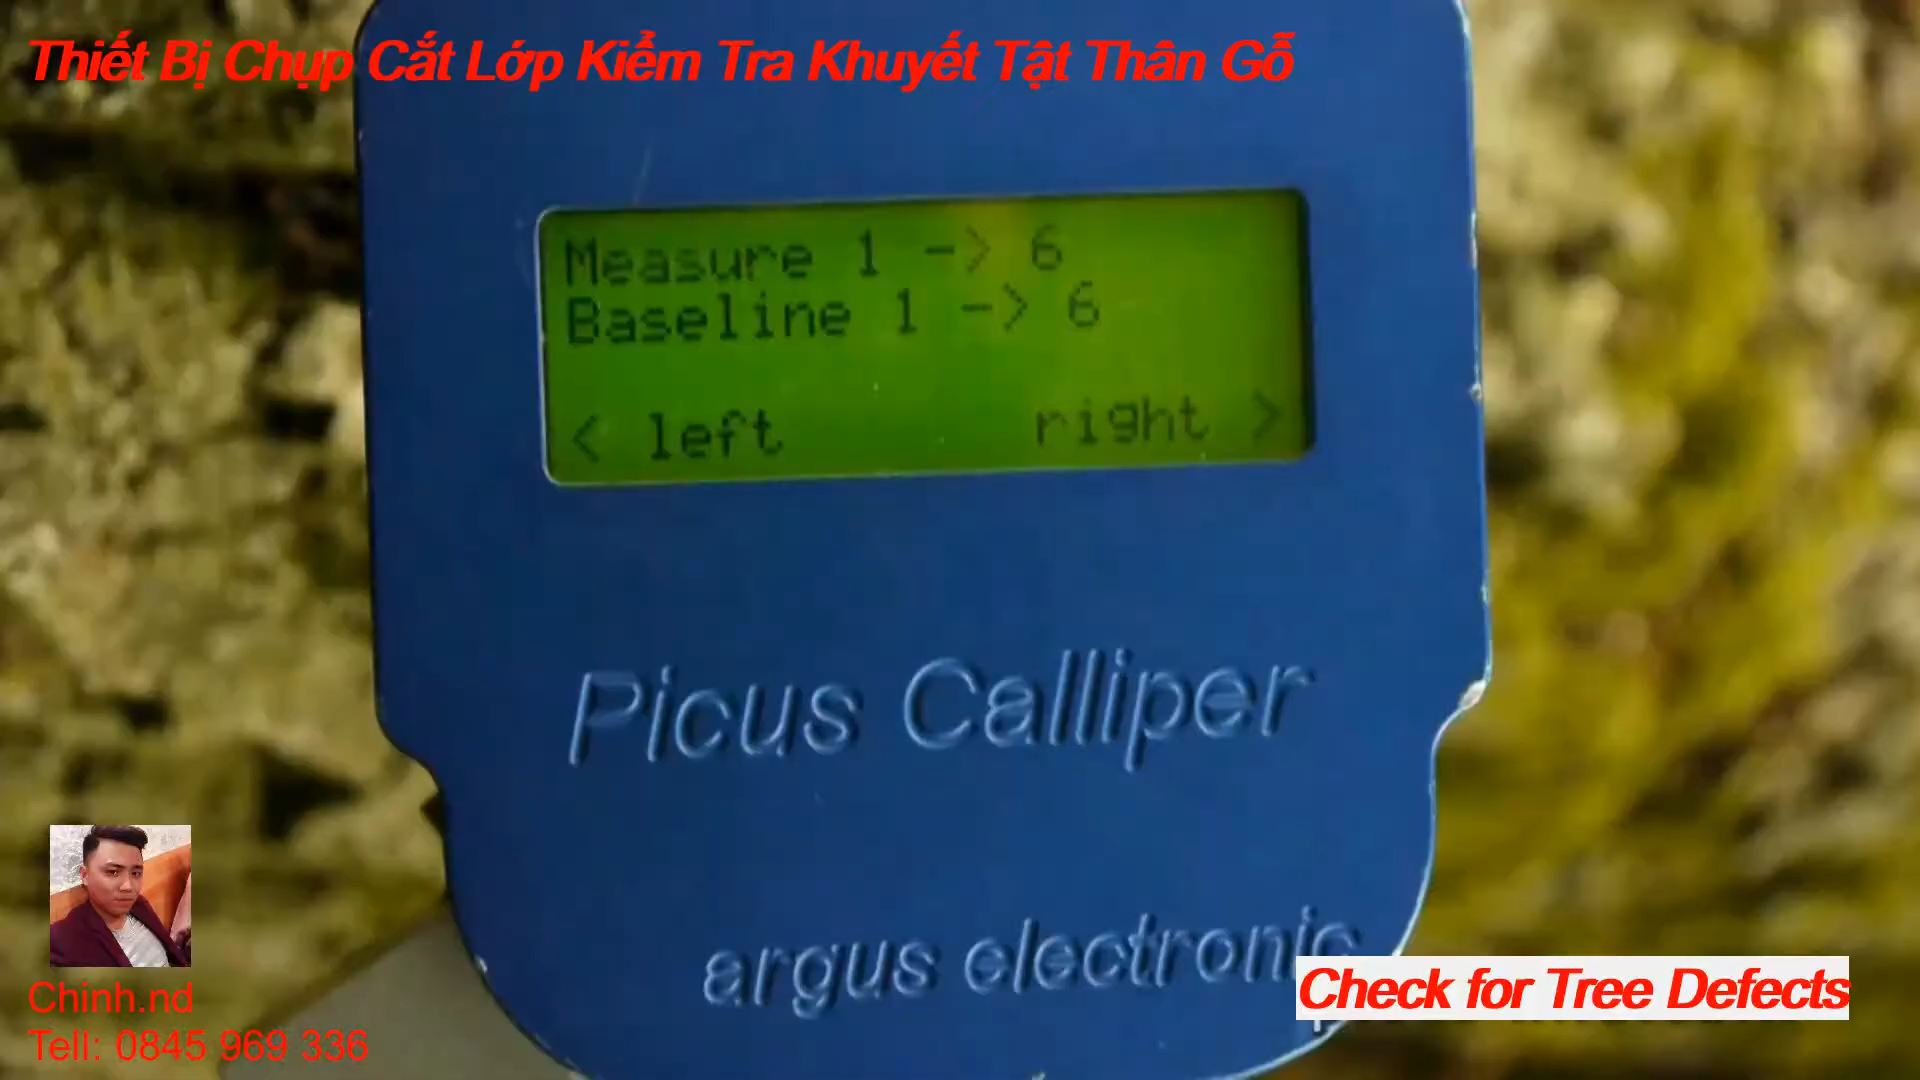 Thiết Bị Chụp Cắt Lớp Kiểm Tra Khuyết Tật Thân Gỗ
Measure 1 -> 6
Baseline 1 -> 6
< left right >
Picus Calliper
argus electronic
Check for Tree Defects
Chinh.nd
Tell: 0845 969 336